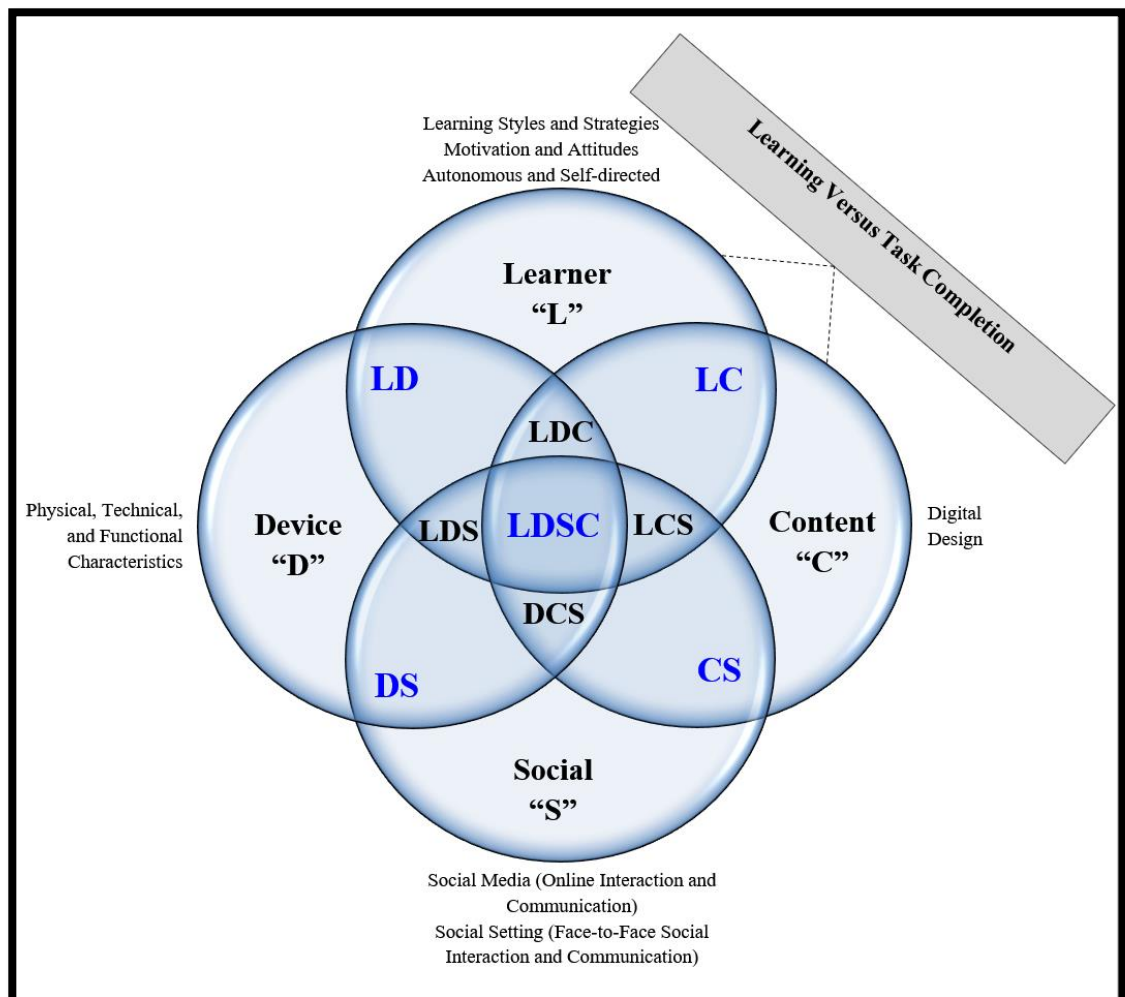 Learning Styles and Strategies
Motivation and Attitudes
Autonomous and Self-directed
Learning Versus Task Completion
Learner
“L”
LD
LC
LDC
Physical, Technical,
and Functional
Characteristics
Device
“D”
LDS
LDSC
LCS
Content
“C”
Digital
Design
DCS
DS
CS
Social
“S”
Social Media (Online Interaction and
Communication)
Social Setting (Face-to-Face Social
Interaction and Communication)